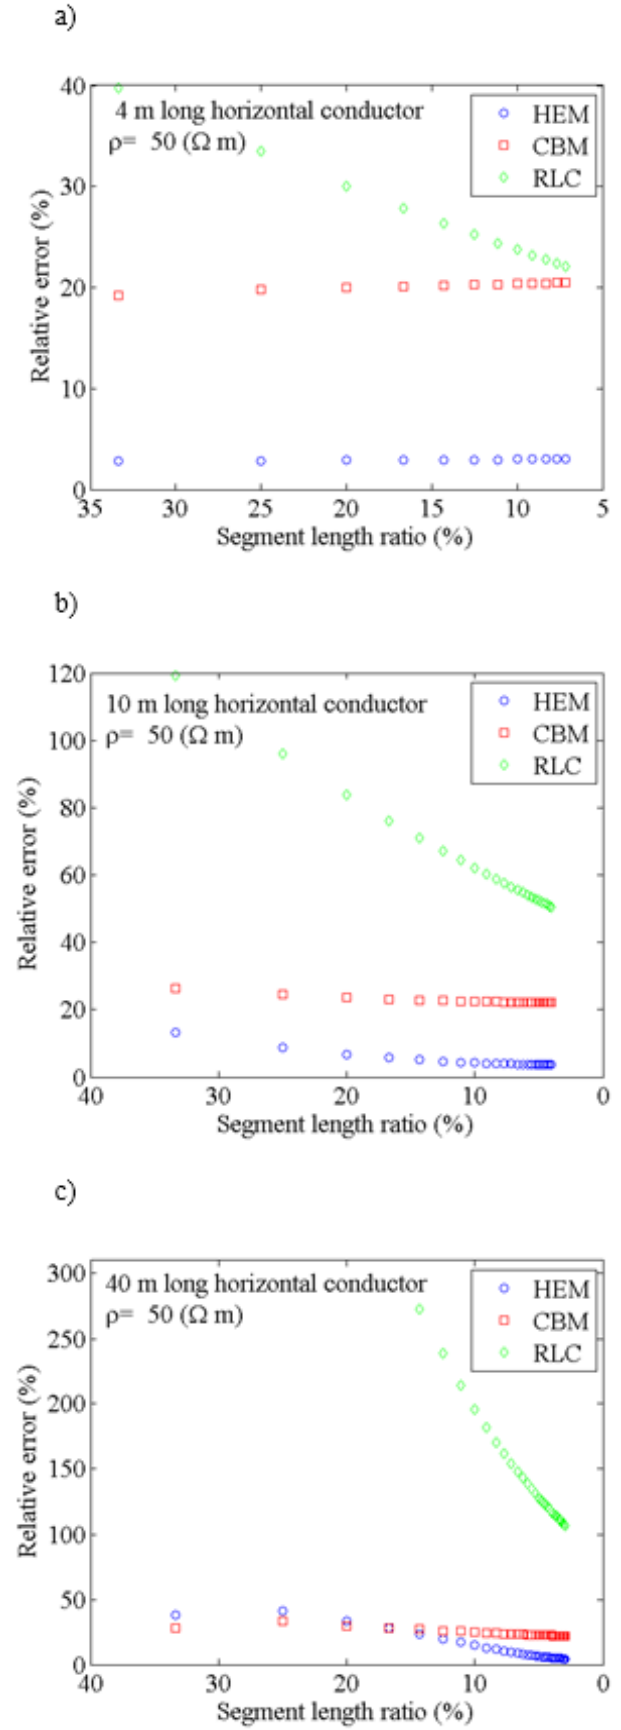 a)
40
30
20
10
0
Relative error (%)
4 m long horizontal conductor
ρ= 50 (Ω m)
HEM
CBM
RLC
35 30 25 20 15 10 5
Segment length ratio (%)
b)
120
100
80
60
40
20
0
Relative error (%)
10 m long horizontal conductor
ρ= 50 (Ω m)
HEM
CBM
RLC
40 30 20 10 0
Segment length ratio (%)
c)
300
250
200
150
100
50
0
Relative error (%)
40 m long horizontal conductor
ρ= 50 (Ω m)
HEM
CBM
RLC
40 30 20 10 0
Segment length ratio (%)